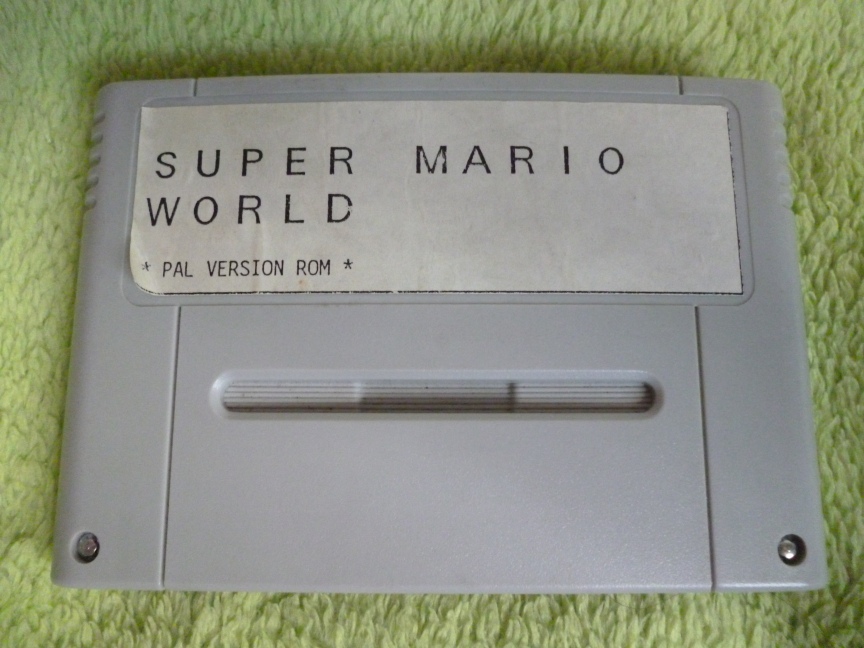 SUPER MARIO
WORLD
* PAL VERSION ROM *